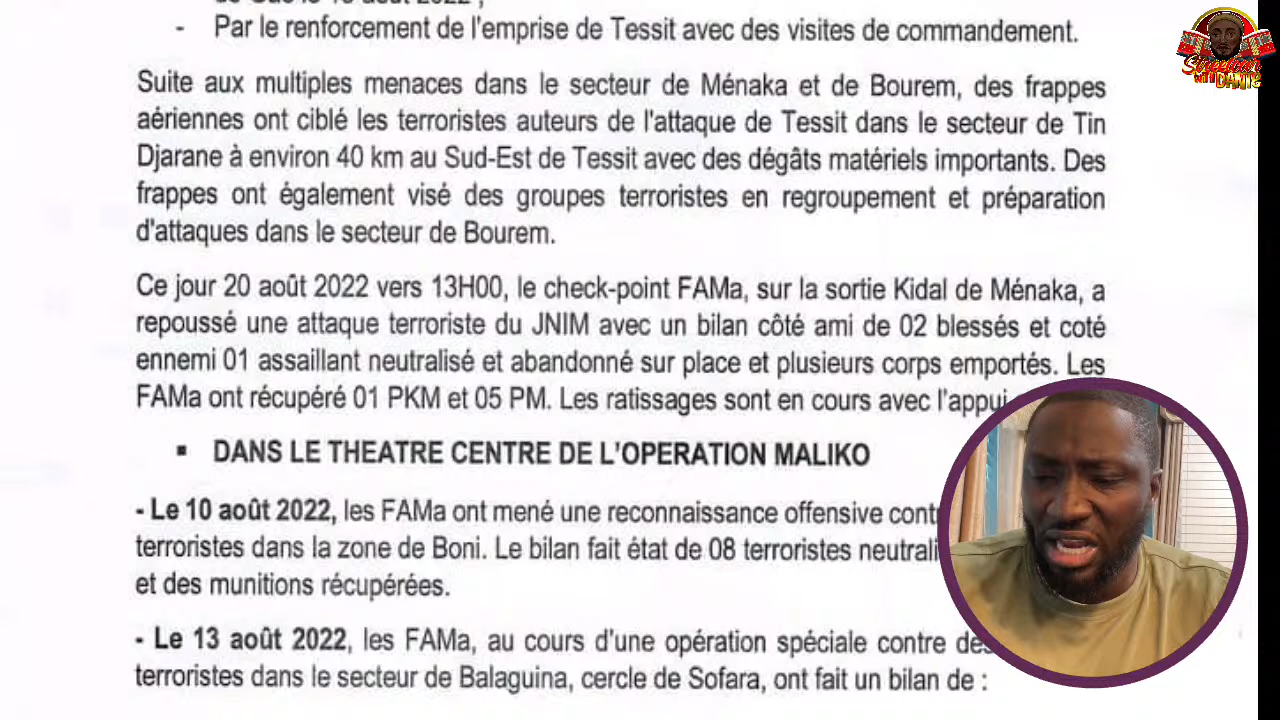 - Par le renforcement de l'emprise de Tessit avec des visites de commandement.
Suite aux multiples menaces dans le secteur de Ménaka et de Bourem, des frappes
aériennes ont ciblé les terroristes auteurs de l'attaque de Tessit dans le secteur de Tin
Djarane à environ 40 km au Sud-Est de Tessit avec des dégâts matériels importants. Des
frappes ont également visé des groupes terroristes en regroupement et préparation
d'attaques dans le secteur de Bourem.
Ce jour 20 août 2022 vers 13H00, le check-point FAMa, sur la sortie Kidal de Ménaka, a
repoussé une attaque terroriste du JNIM avec un bilan côté ami de 02 blessés et coté
ennemi 01 assaillant neutralisé et abandonné sur place et plusieurs corps emportés. Les
FAMa ont récupéré 01 PKM et 05 PM. Les ratissages sont en cours avec l'appui
▪ DANS LE THEATRE CENTRE DE L'OPERATION MALIKO
- Le 10 août 2022, les FAMa ont mené une reconnaissance offensive
terroristes dans la zone de Boni. Le bilan fait état de 08 terroristes
et des munitions récupérées.
- Le 13 août 2022, les FAMa, au cours d'une opération spéciale contre
terroristes dans le secteur de Balaguina, cercle de Sofara, ont fait un bilan de :